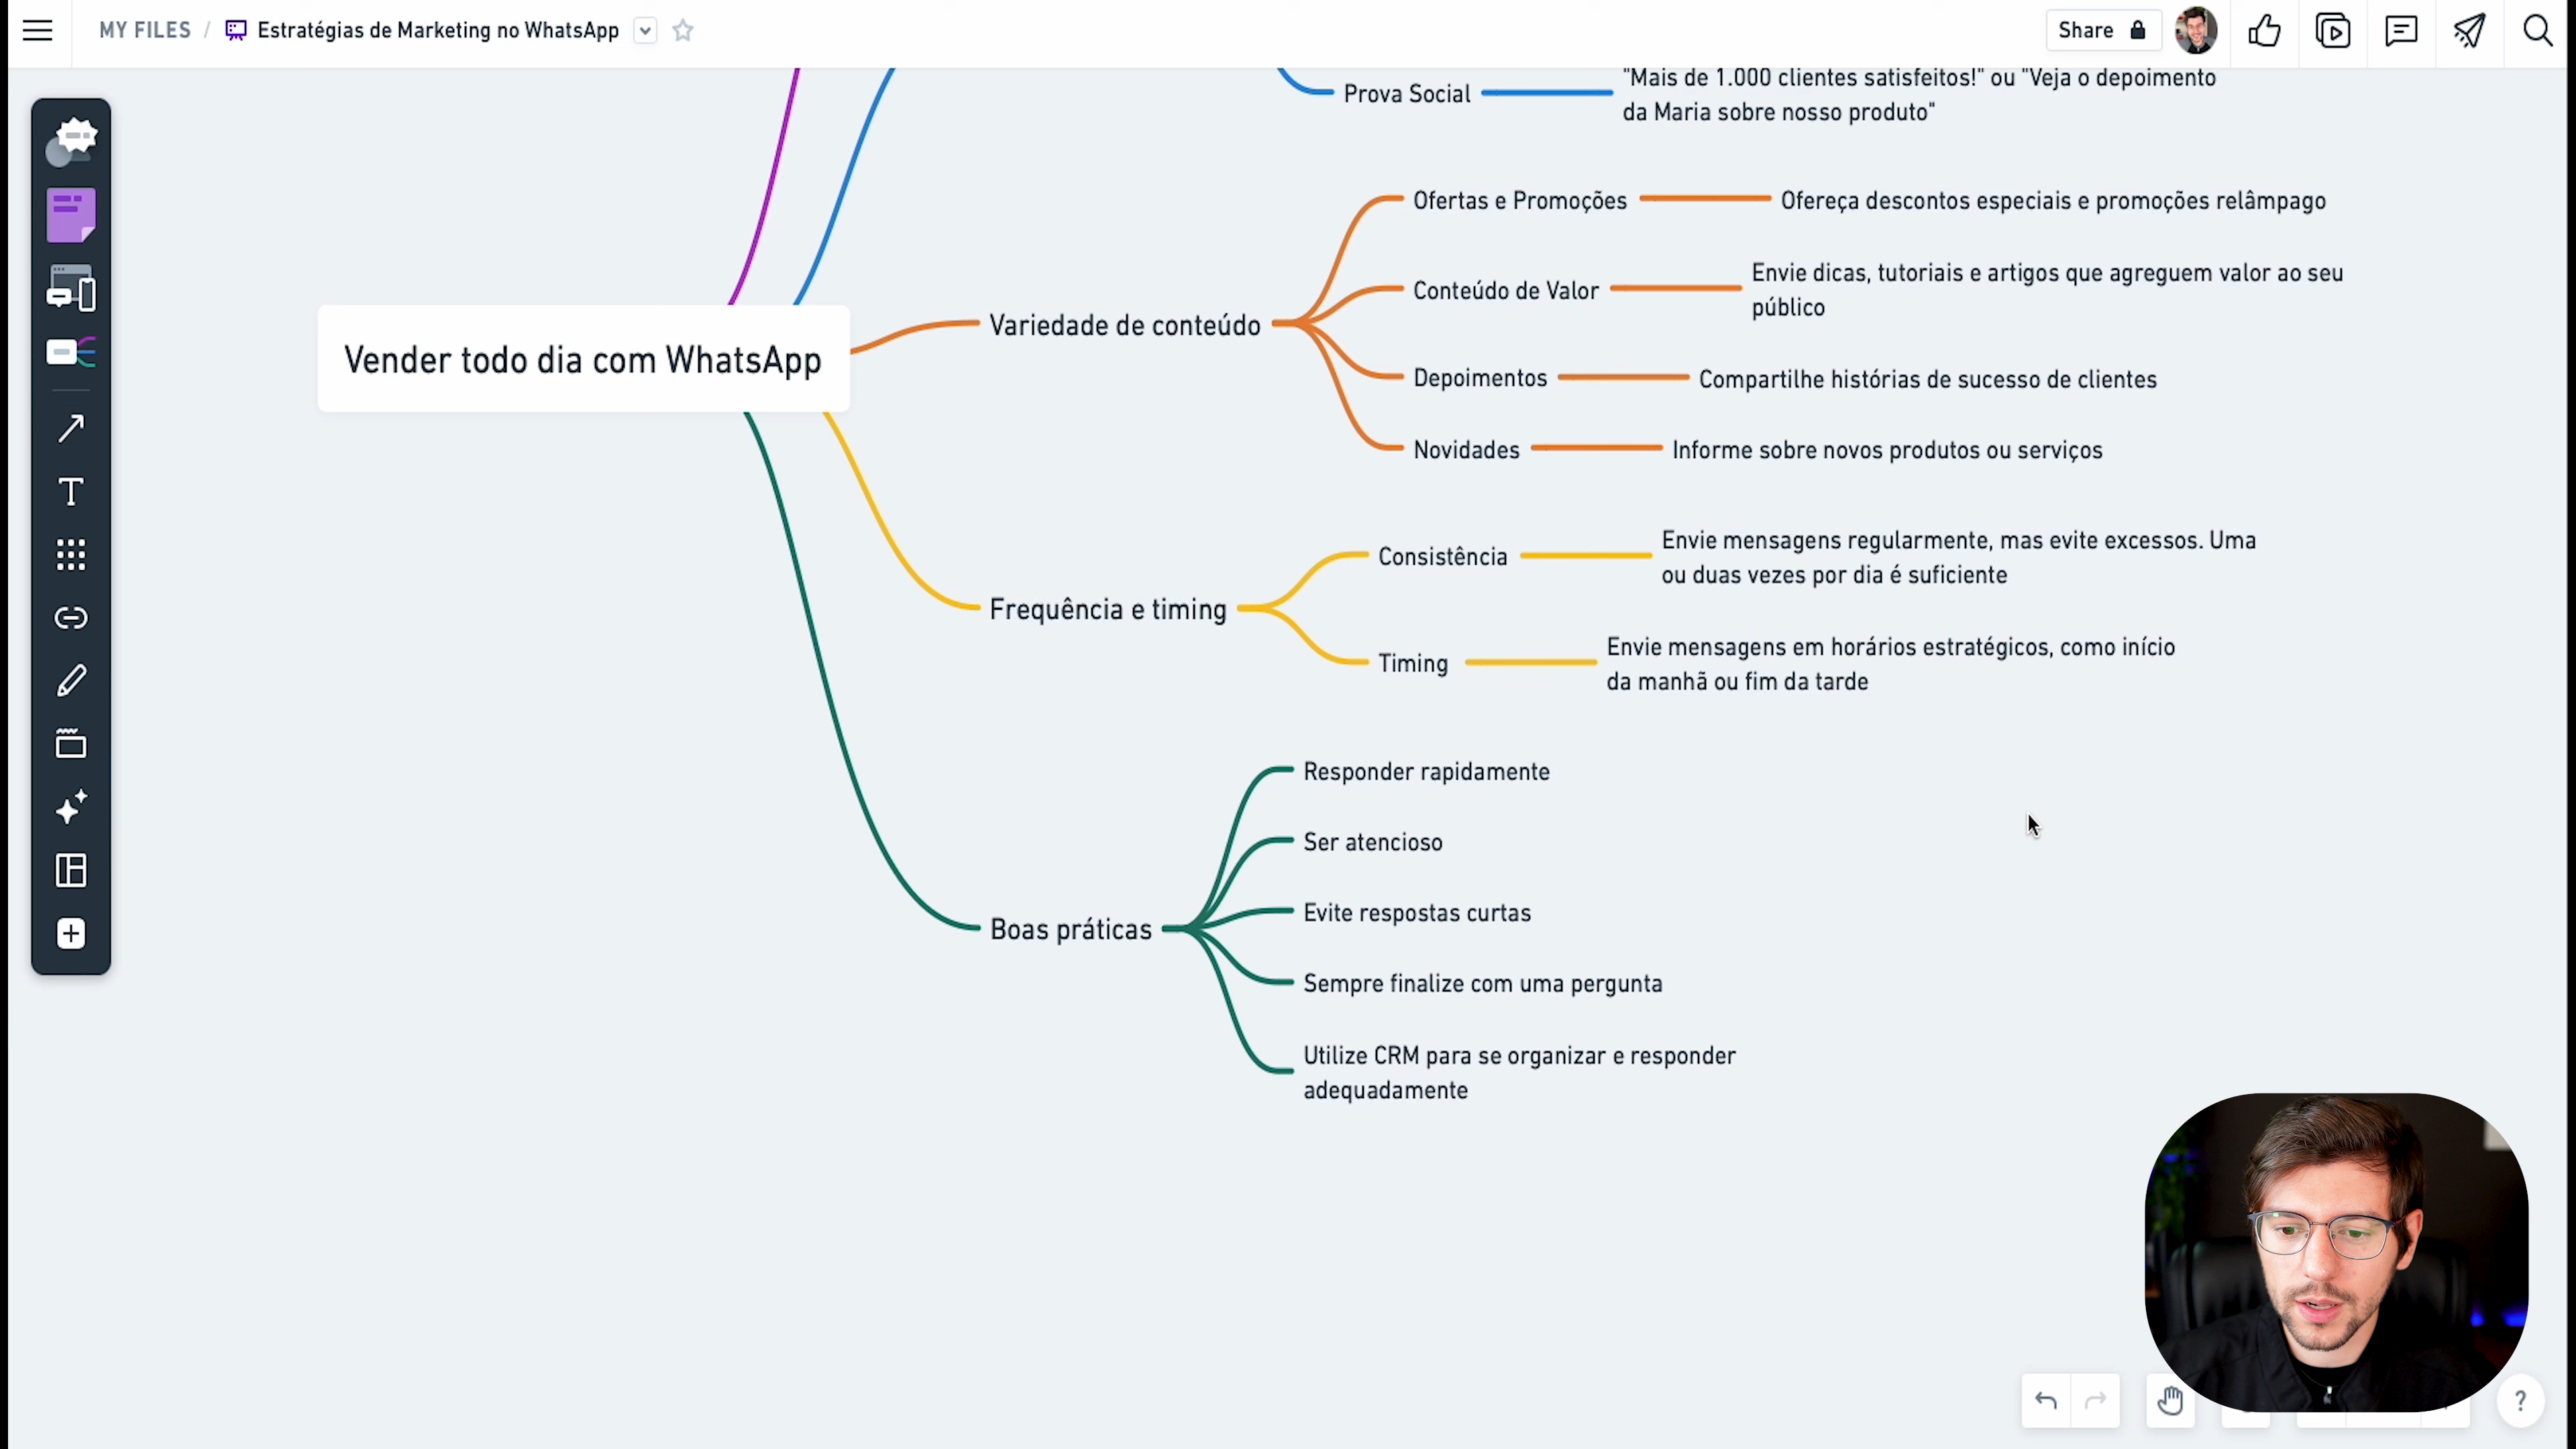 MY FILES / Estratégias de Marketing no WhatsApp
Share
Prova Social
"Mais de 1.000 clientes satisfeitos!" ou "Veja o depoimento
da Maria sobre nosso produto"
Vender todo dia com WhatsApp
Variedade de conteúdo
Ofertas e Promoções
Ofereça descontos especiais e promoções relâmpago
Conteúdo de Valor
Envie dicas, tutoriais e artigos que agreguem valor ao seu
público
Depoimentos
Compartilhe histórias de sucesso de clientes
Novidades
Informe sobre novos produtos ou serviços
Frequência e timing
Consistência
Envie mensagens regularmente, mas evite excessos. Uma
ou duas vezes por dia é suficiente
Timing
Envie mensagens em horários estratégicos, como início
da manhã ou fim da tarde
Boas práticas
Responder rapidamente
Ser atencioso
Evite respostas curtas
Sempre finalize com uma pergunta
Utilize CRM para se organizar e responder
adequadamente
?